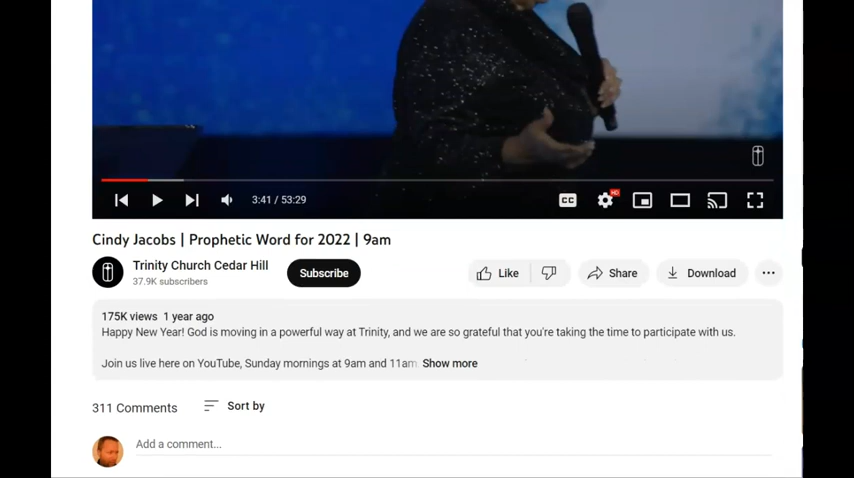 HD
CC
3:41 / 53:29
Cindy Jacobs | Prophetic Word for 2022 | 9am
Trinity Church Cedar Hill
37.9K subscribers
Subscribe
Like
Share
Download
175K views 1 year ago
Happy New Year! God is moving in a powerful way at Trinity, and we are so grateful that you're taking the time to participate with us.
Join us live here on YouTube, Sunday mornings at 9am and 11am Show more
311 Comments
Sort by
Add a comment...